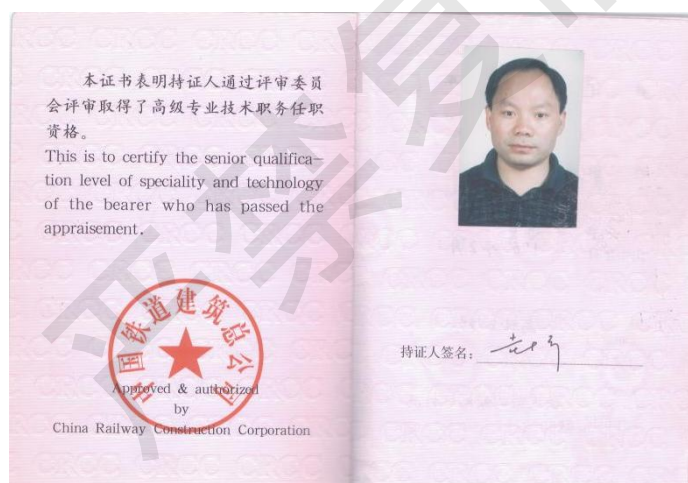 本证书表明持证人通过评审委员
会评审取得了高级专业技术职务任职
资格。
This is to certify the senior qualifica-
tion level of speciality and technology
of the bearer who has passed the
appraisement.
中国铁道建筑总公司
Approved & authorized
by
China Railway Construction Corporation
持证人签名：
严禁复